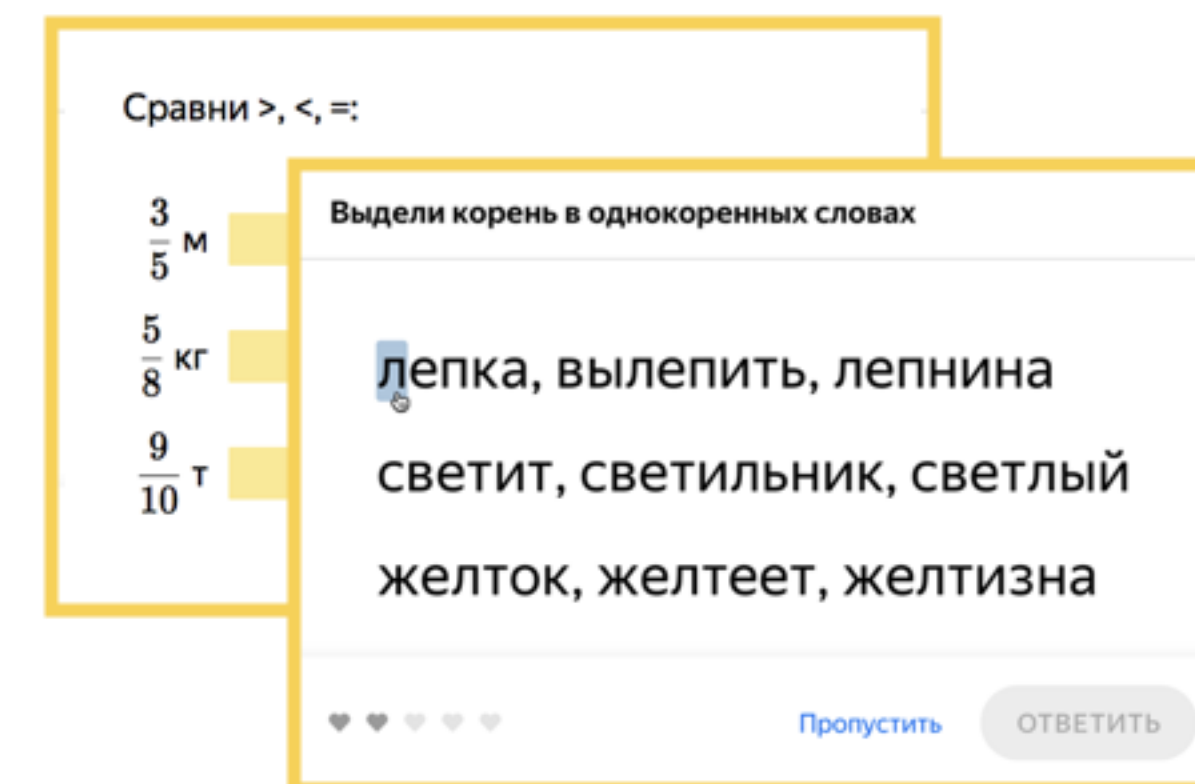 Сравни >, <, =:
3/5 м
5/8 кг
9/10 т
Выдели корень в однокоренных словах
лепка, вылепить, лепнина
светит, светильник, светлый
желток, желтеет, желтизна
Пропустить ОТВЕТИТЬ